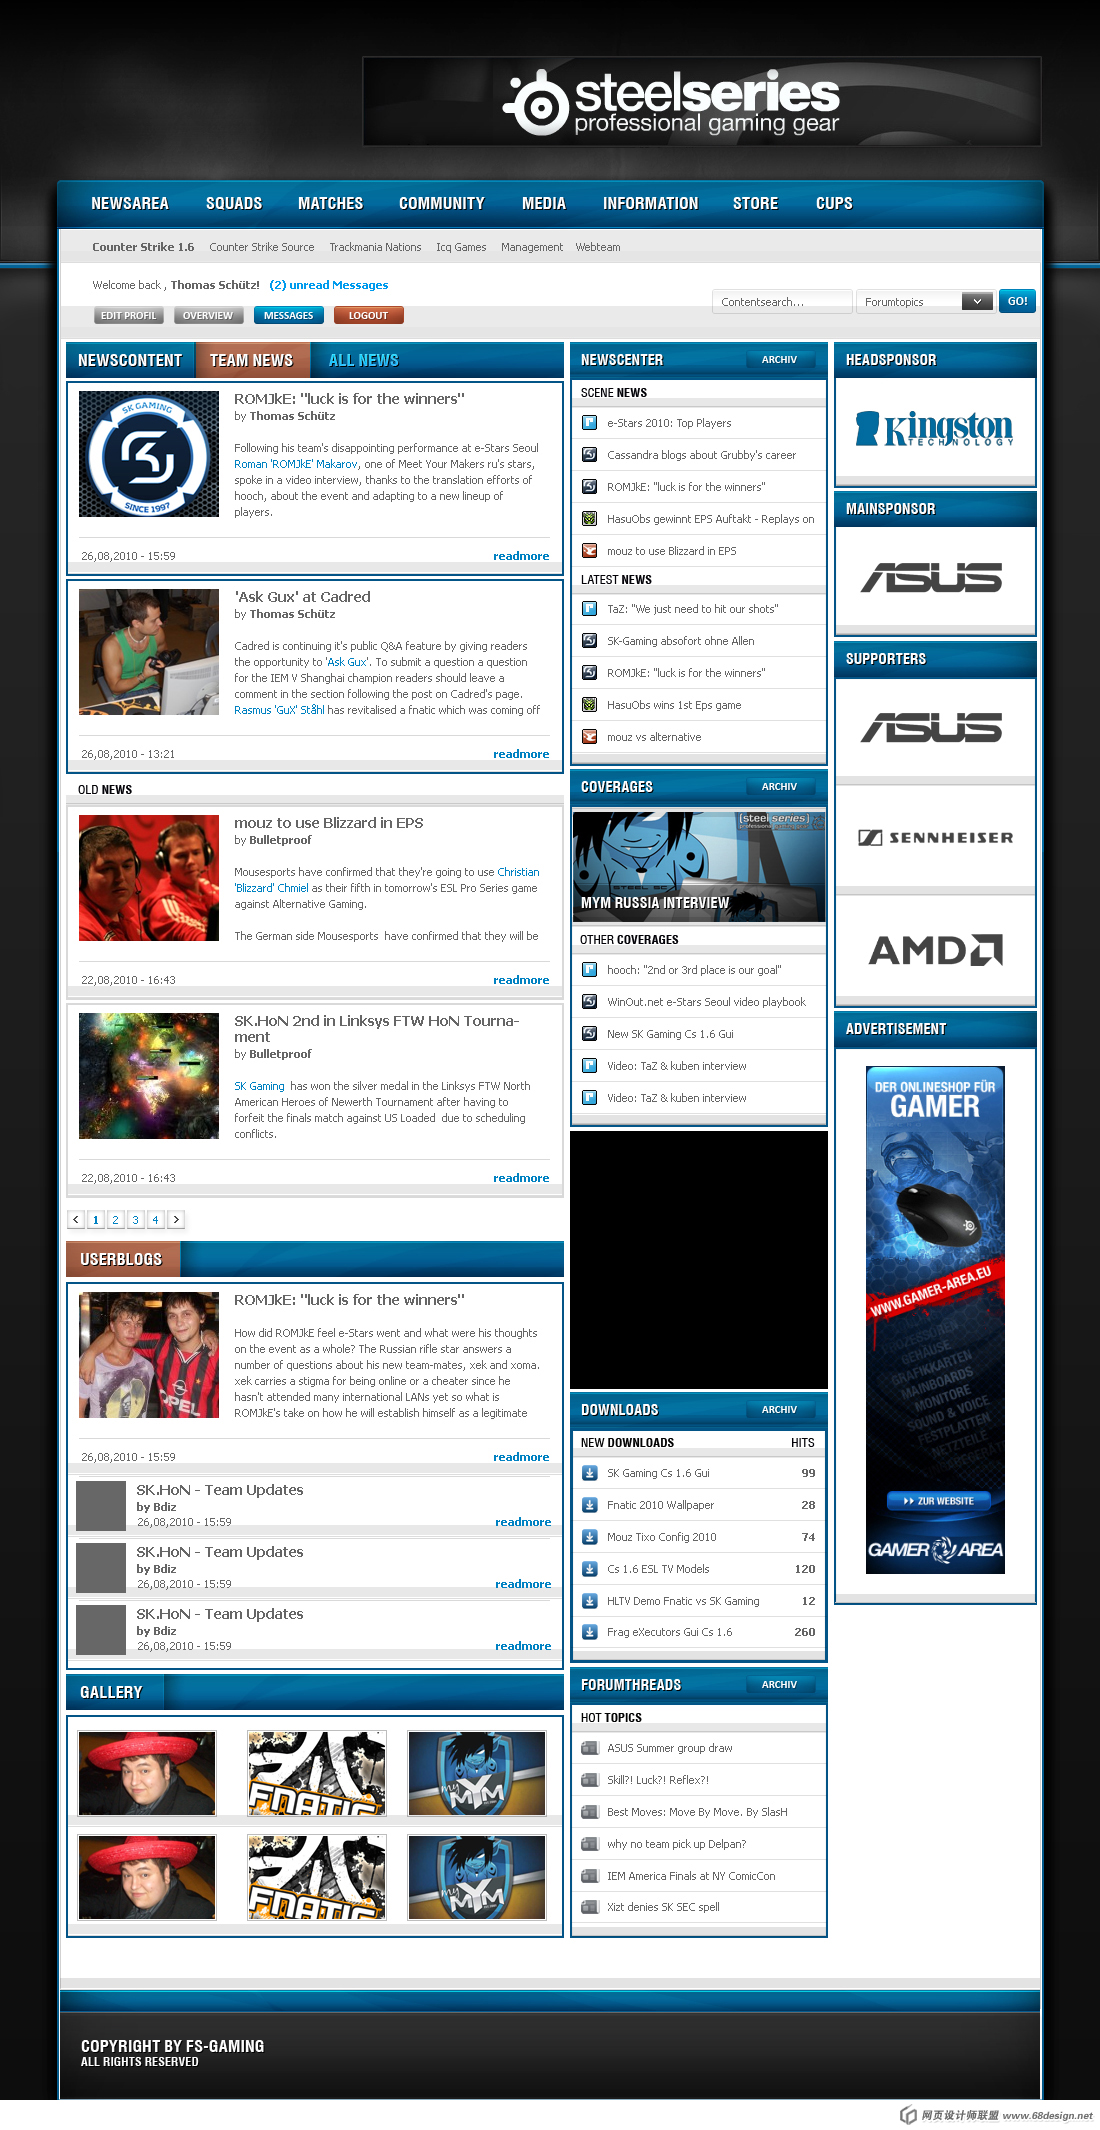 steelseries
professional gaming gear
NEWSAREA SQUADS MATCHES COMMUNITY MEDIA INFORMATION STORE CUPS
Counter Strike 1.6 Counter Strike Source Trackmania Nations Icq Games Management Webteam
Welcome back , Thomas Schütz! (2) unread Messages
EDIT PROFIL OVERVIEW MESSAGES LOGOUT
Contentsearch... Forumtopics GO!
NEWSCONTENT TEAM NEWS ALL NEWS
SK GAMING
SINCE 1997
ROMJkE: "luck is for the winners"
by Thomas Schütz
Following his team's disappointing performance at e-Stars Seoul
Roman 'ROMJkE' Makarov, one of Meet Your Makers ru's stars,
spoke in a video interview, thanks to the translation efforts of
hooch, about the event and adapting to a new lineup of
players.
26,08,2010 - 15:59 readmore
'Ask Gux' at Cadred
by Thomas Schütz
Cadred is continuing it's public Q&A feature by giving readers
the opportunity to 'Ask Gux'. To submit a question a question
for the IEM V Shanghai champion readers should leave a
comment in the section following the post on Cadred's page.
Rasmus 'GuX' Ståhl has revitalised a fnatic which was coming off
26,08,2010 - 13:21 readmore
OLD NEWS
mouz to use Blizzard in EPS
by Bulletproof
Mousesports have confirmed that they're going to use Christian
'Blizzard' Chmiel as their fifth in tomorrow's ESL Pro Series game
against Alternative Gaming.
The German side Mousesports  have confirmed that they will be
22,08,2010 - 16:43 readmore
SK.HoN 2nd in Linksys FTW HoN Tourna-
ment
by Bulletproof
SK Gaming  has won the silver medal in the Linksys FTW North
American Heroes of Newerth Tournament after having to
forfeit the finals match against US Loaded  due to scheduling
conflicts.
22,08,2010 - 16:43 readmore
< 1 2 3 4 >
USERBLOGS
OPEL
ROMJkE: "luck is for the winners"
How did ROMJkE feel e-Stars went and what were his thoughts
on the event as a whole? The Russian rifle star answers a
number of questions about his new team-mates, xek and xoma.
xek carries a stigma for being online or a cheater since he
hasn't attended many international LANs yet so what is
ROMJkE's take on how he will establish himself as a legitimate
26,08,2010 - 15:59 readmore
SK.HoN - Team Updates
by Bdiz
26,08,2010 - 15:59 readmore
SK.HoN - Team Updates
by Bdiz
26,08,2010 - 15:59 readmore
SK.HoN - Team Updates
by Bdiz
26,08,2010 - 15:59 readmore
GALLERY
FNATIC
my MYM
FNATIC
my MYM
NEWSCENTER ARCHIV
SCENE NEWS
e-Stars 2010: Top Players
Cassandra blogs about Grubby's career
ROMJkE: "luck is for the winners"
HasuObs gewinnt EPS Auftakt - Replays on
mouz to use Blizzard in EPS
LATEST NEWS
TaZ: "We just need to hit our shots"
SK-Gaming absofort ohne Allen
ROMJkE: "luck is for the winners"
HasuObs wins 1st Eps game
mouz vs alternative
COVERAGES ARCHIV
steelseries
professional gaming gear
MYM RUSSIA INTERVIEW
OTHER COVERAGES
hooch: "2nd or 3rd place is our goal"
WinOut.net e-Stars Seoul video playbook
New SK Gaming Cs 1.6 Gui
Video: TaZ & kuben interview
Video: TaZ & kuben interview
DOWNLOADS ARCHIV
NEW DOWNLOADS HITS
SK Gaming Cs 1.6 Gui 99
Fnatic 2010 Wallpaper 28
Mouz Tixo Config 2010 74
Cs 1.6 ESL TV Models 120
HLTV Demo Fnatic vs SK Gaming 12
Frag eXecutors Gui Cs 1.6 260
FORUMTHREADS ARCHIV
HOT TOPICS
ASUS Summer group draw
Skill?! Luck?! Reflex?!
Best Moves: Move By Move. By SlasH
why no team pick up Delpan?
IEM America Finals at NY ComicCon
Xizt denies SK SEC spell
HEADSPONSOR
Kingston
TECHNOLOGY
MAINSPONSOR
ASUS
SUPPORTERS
ASUS
SENNHEISER
AMD
ADVERTISEMENT
DER ONLINESHOP FÜR
GAMER
WWW.GAMER-AREA.EU
GEHÄUSE
GRAFIKKARTEN
MAINBOARDS
MONITORE
SOUND & VOICE
FESTPLATTEN
NETZTEILE
ZUR WEBSITE
GAMER AREA
COPYRIGHT BY FS-GAMING
ALL RIGHTS RESERVED
网页设计师联盟 www.68design.net